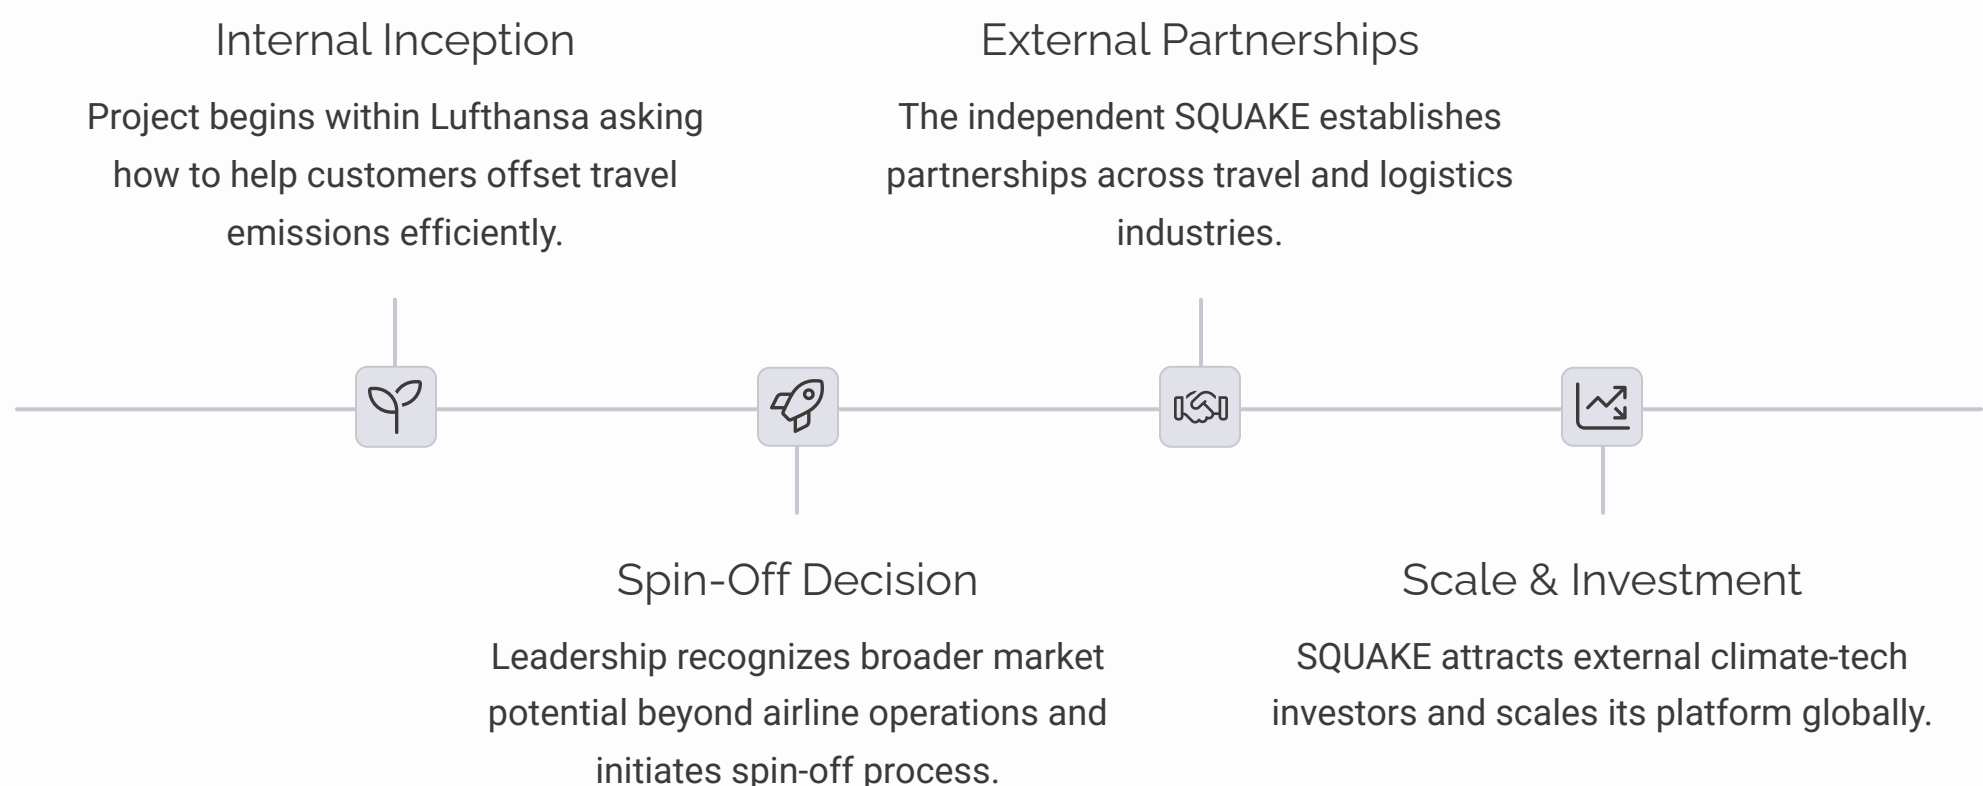 Internal Inception
Project begins within Lufthansa asking
how to help customers offset travel
emissions efficiently.
External Partnerships
The independent SQUAKE establishes
partnerships across travel and logistics
industries.
Spin-Off Decision
Leadership recognizes broader market
potential beyond airline operations and
initiates spin-off process.
Scale & Investment
SQUAKE attracts external climate-tech
investors and scales its platform globally.